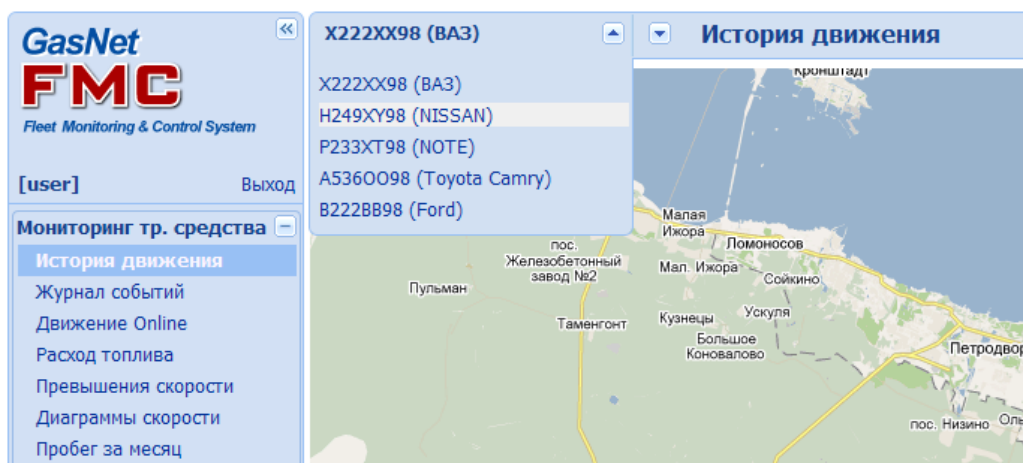 GasNet
FMC
Fleet Monitoring & Control System
[user] Выход
Мониторинг тр. средства
История движения
Журнал событий
Движение Online
Расход топлива
Превышения скорости
Диаграммы скорости
Пробег за месяц
X222XX98 (ВАЗ)
X222XX98 (ВАЗ)
H249XY98 (NISSAN)
P233XT98 (NOTE)
A536OO98 (Toyota Camry)
B222BB98 (Ford)
История движения
Кронштадт
Малая
Ижора
Ломоносов
пос.
Железобетонный
завод №2
Мал. Ижора
Сойкино
Пульман
Таменгонт
Кузнецы
Ускуля
Большое
Коновалово
Петродвор
пос. Низино
Оль